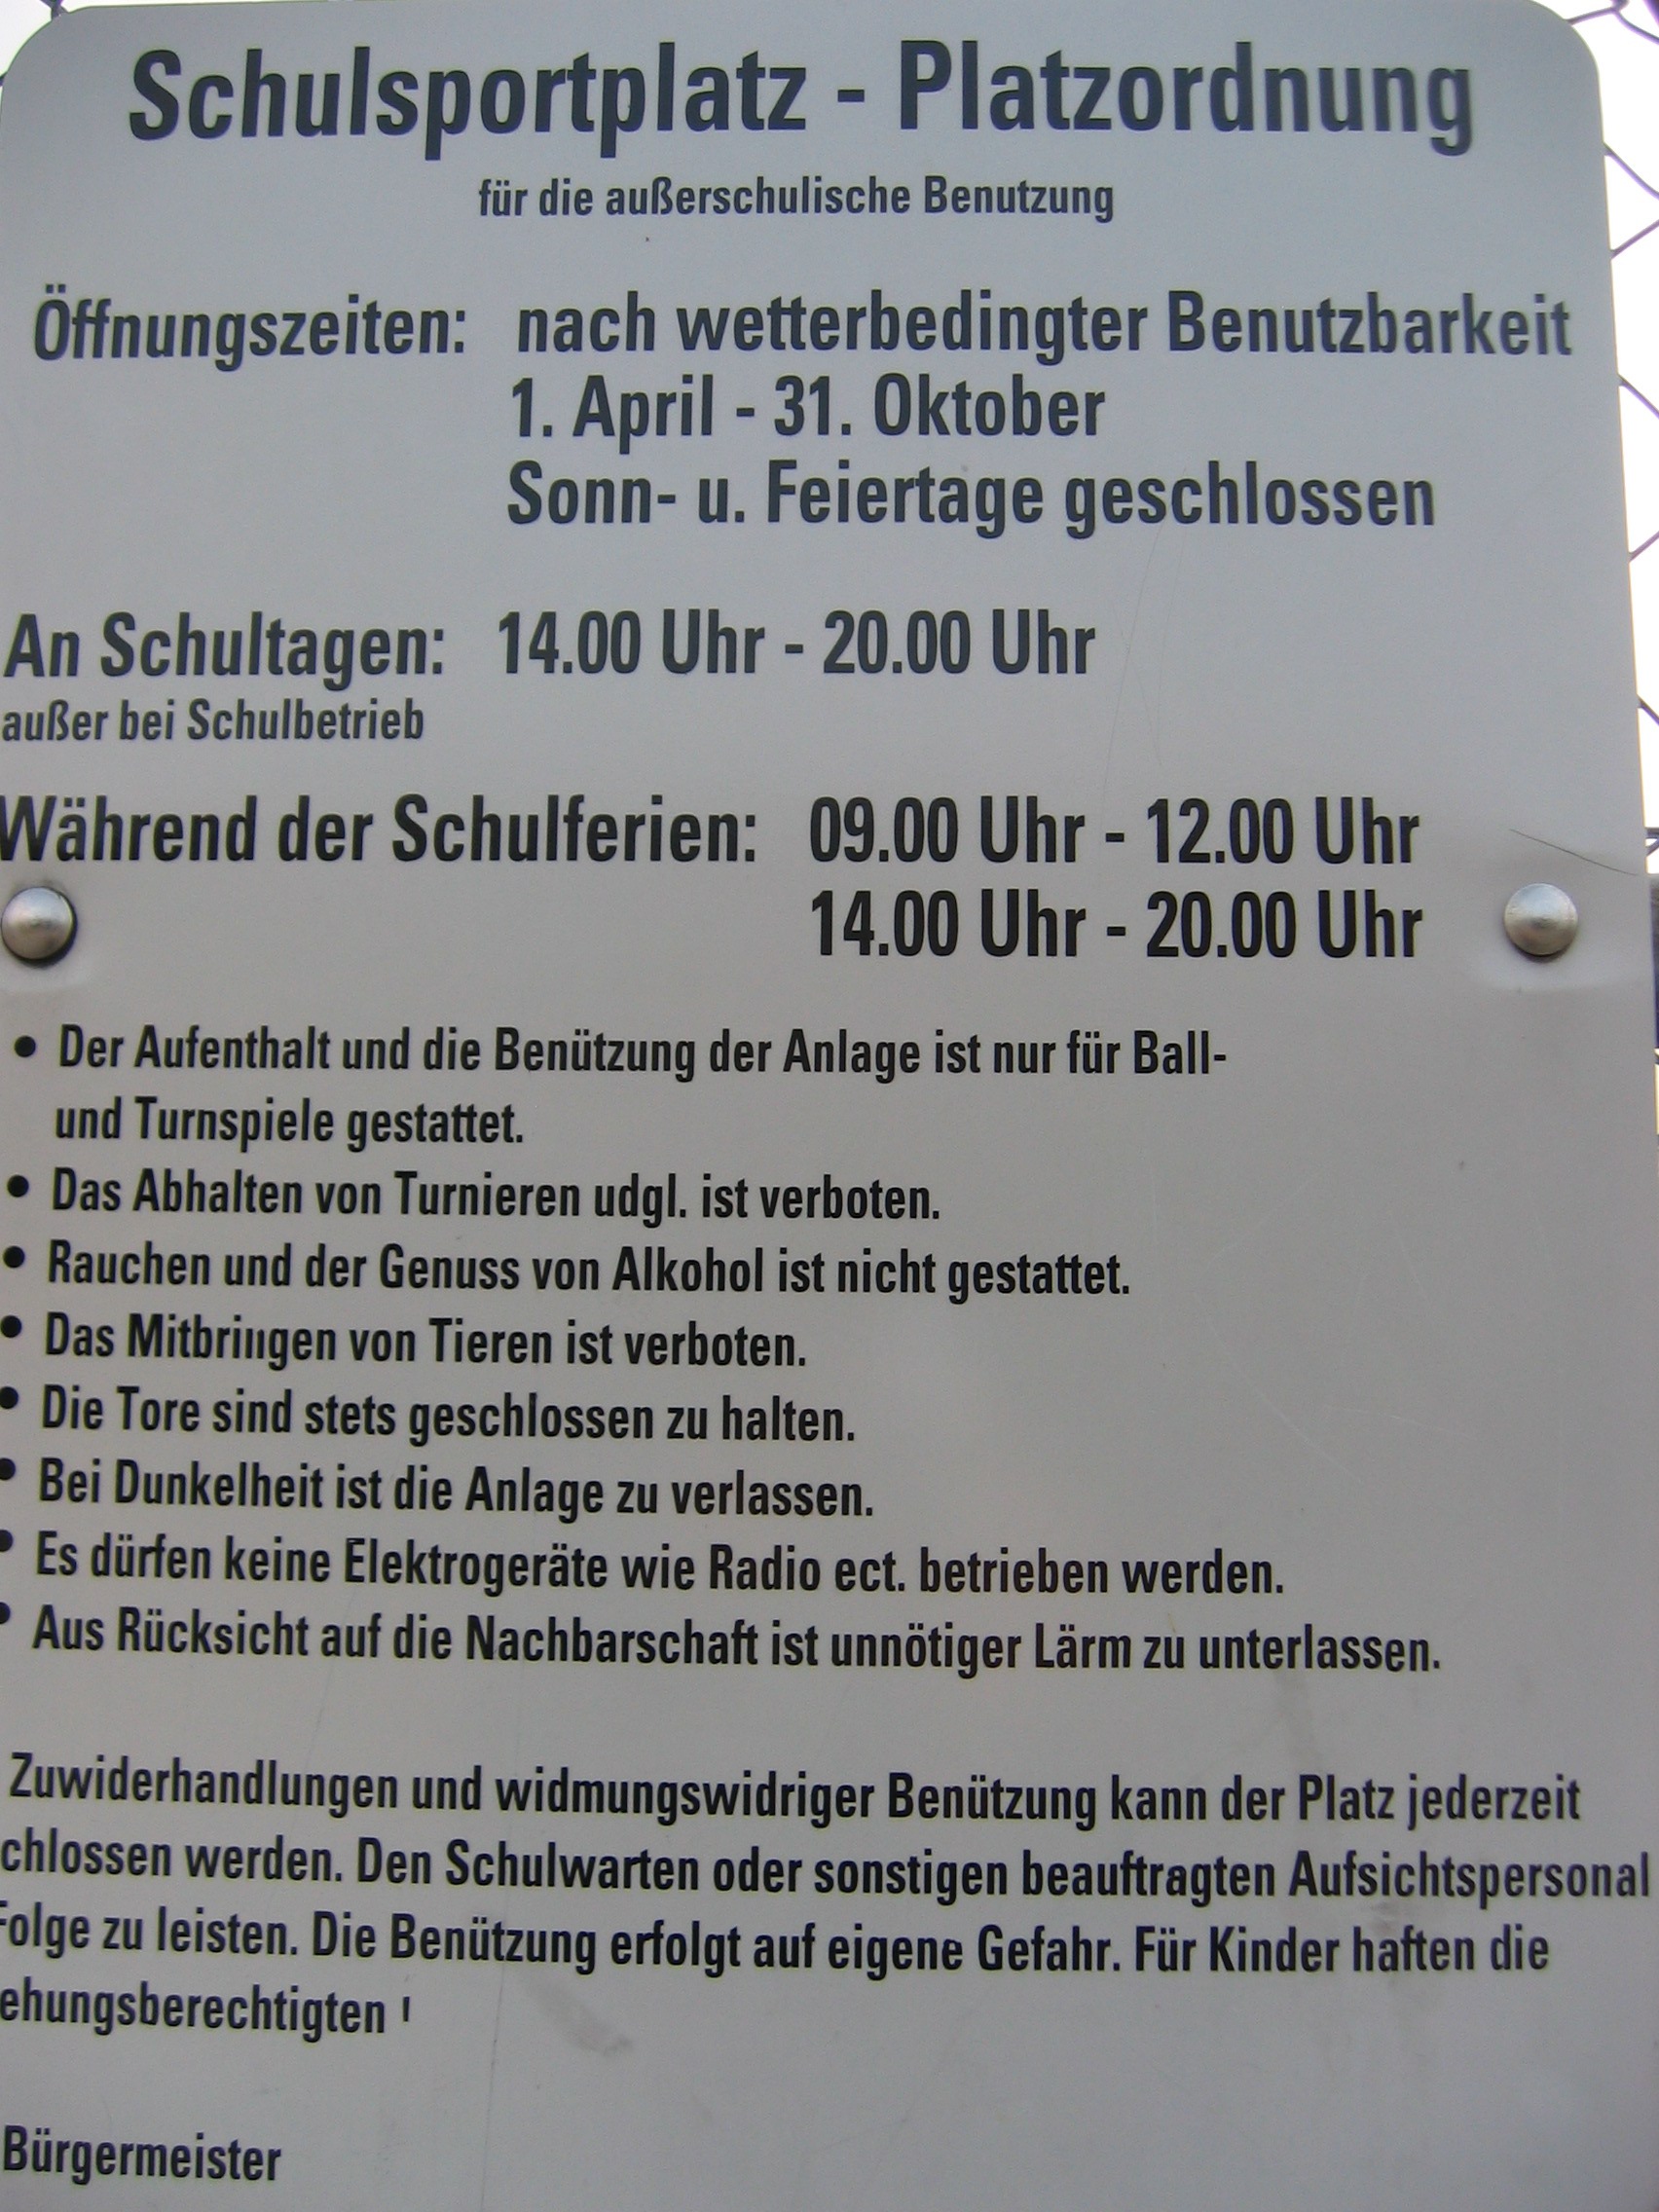 Schulsportplatz - Platzordnung
für die außerschulische Benutzung
Öffnungszeiten: nach wetterbedingter Benutzbarkeit
1. April - 31. Oktober
Sonn- u. Feiertage geschlossen
An Schultagen: 14.00 Uhr - 20.00 Uhr
außer bei Schulbetrieb
Während der Schulferien: 09.00 Uhr - 12.00 Uhr
14.00 Uhr - 20.00 Uhr
• Der Aufenthalt und die Benützung der Anlage ist nur für Ball-
und Turnspiele gestattet.
• Das Abhalten von Turnieren udgl. ist verboten.
• Rauchen und der Genuss von Alkohol ist nicht gestattet.
• Das Mitbringen von Tieren ist verboten.
• Die Tore sind stets geschlossen zu halten.
• Bei Dunkelheit ist die Anlage zu verlassen.
• Es dürfen keine Elektrogeräte wie Radio ect. betrieben werden.
• Aus Rücksicht auf die Nachbarschaft ist unnötiger Lärm zu unterlassen.
Zuwiderhandlungen und widmungswidriger Benützung kann der Platz jederzeit
chlossen werden. Den Schulwarten oder sonstigen beauftragten Aufsichtspersonal
Folge zu leisten. Die Benützung erfolgt auf eigene Gefahr. Für Kinder haften die
ehungsberechtigten !
Bürgermeister